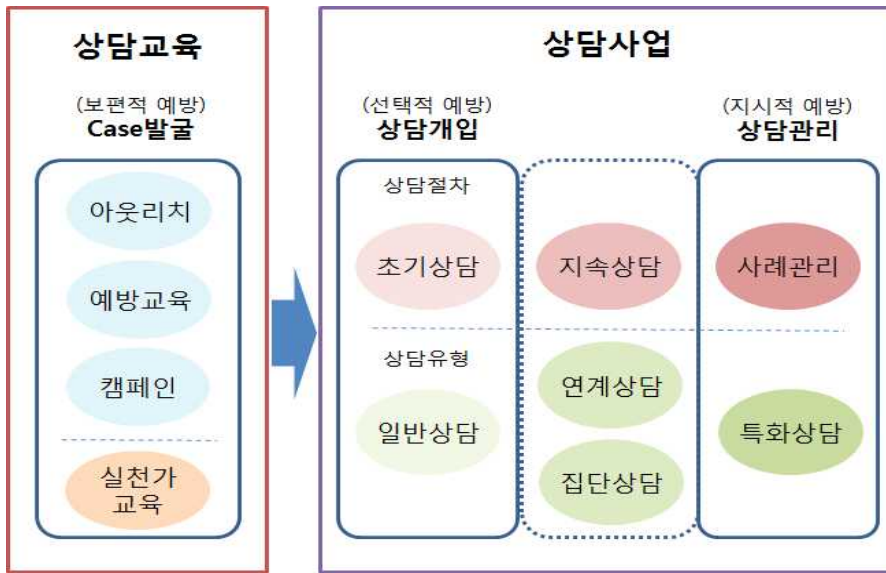 상담교육
(보편적 예방)
Case발굴
아웃리치
예방교육
캠페인
실천가
교육
상담사업
(선택적 예방)
상담개입
(지시적 예방)
상담관리
상담절차
초기상담
지속상담
사례관리
상담유형
일반상담
연계상담
집단상담
특화상담